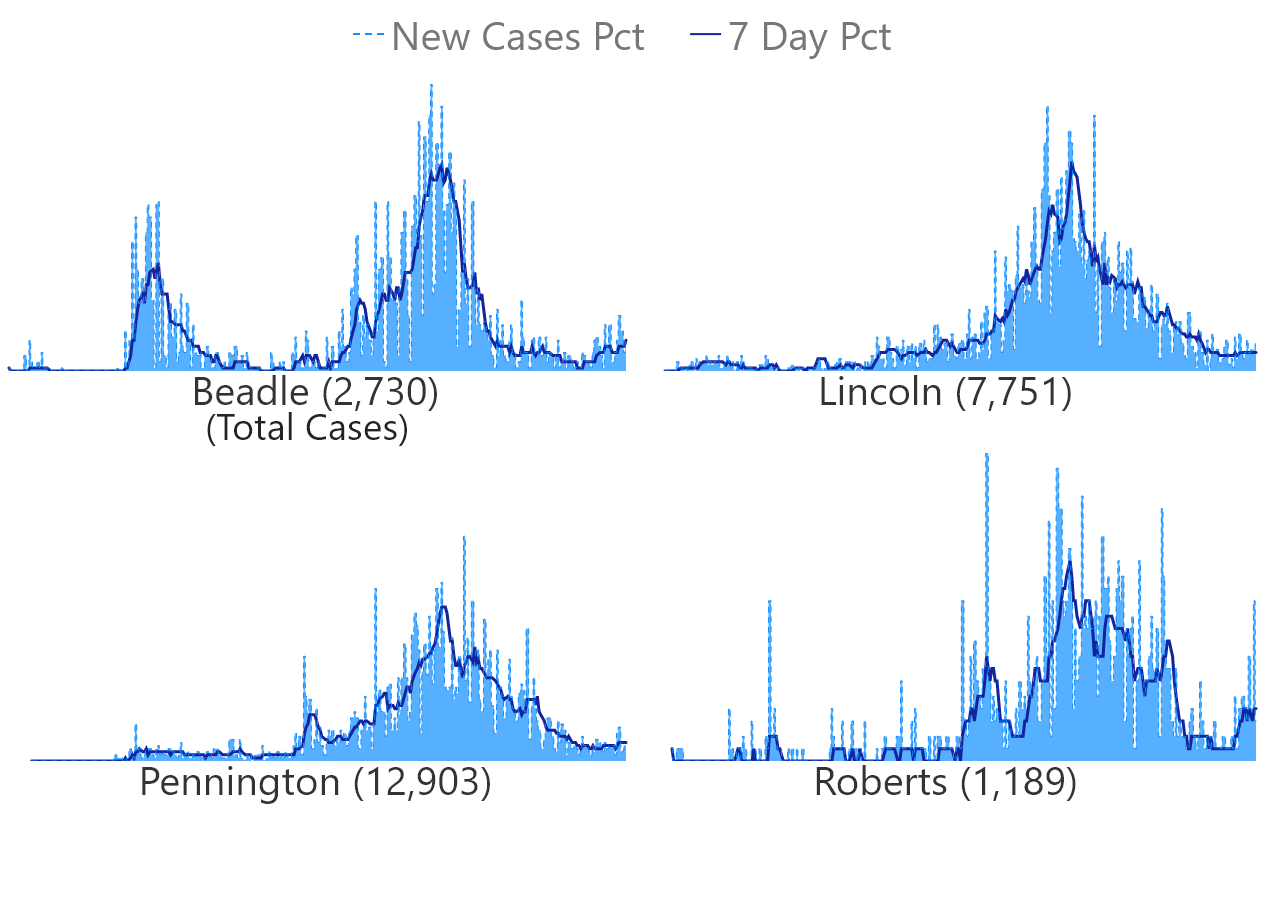 New Cases Pct 7 Day Pct
Beadle (2,730) Lincoln (7,751)
(Total Cases)
Pennington (12,903) Roberts (1,189)